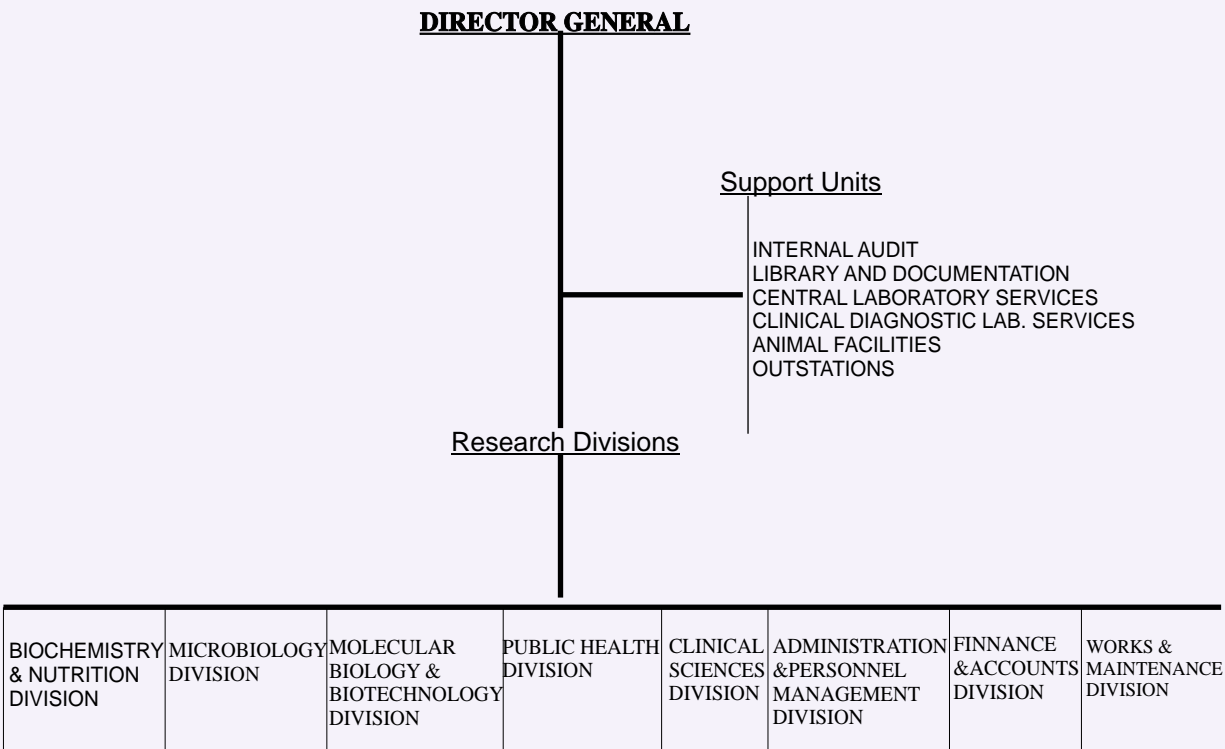 DIRECTOR GENERAL
Support Units
INTERNAL AUDIT
LIBRARY AND DOCUMENTATION
CENTRAL LABORATORY SERVICES
CLINICAL DIAGNOSTIC LAB. SERVICES
ANIMAL FACILITIES
OUTSTATIONS
Research Divisions
BIOCHEMISTRY
& NUTRITION
DIVISION
MICROBIOLOGY
DIVISION
MOLECULAR
BIOLOGY &
BIOTECHNOLOGY
DIVISION
PUBLIC HEALTH
DIVISION
CLINICAL
SCIENCES
DIVISION
ADMINISTRATION
&PERSONNEL
MANAGEMENT
DIVISION
FINNANCE
&ACCOUNTS
DIVISION
WORKS &
MAINTENANCE
DIVISION